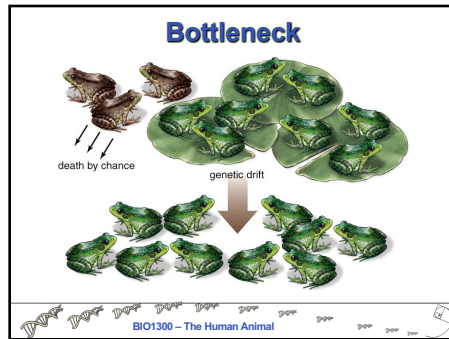 Bottleneck
death by chance
genetic drift
BIO1300 – The Human Animal